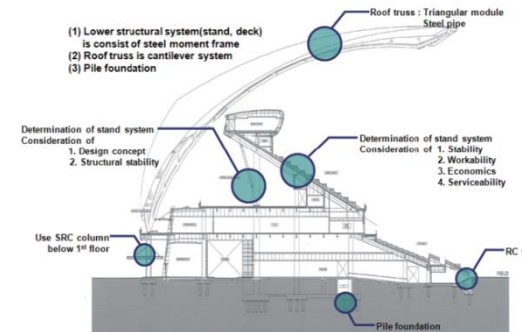 Roof truss : Triangular module
Steel pipe
(1) Lower structural system(stand, deck)
is consist of steel moment frame
(2) Roof truss is cantilever system
(3) Pile foundation
Determination of stand system
Consideration of
1. Design concept
2. Structural stability
Determination of stand system
Consideration of 1. Stability
2. Workability
3. Economics
4. Serviceability
Use SRC column
below 1st floor
RC
FIELD
Pile foundation